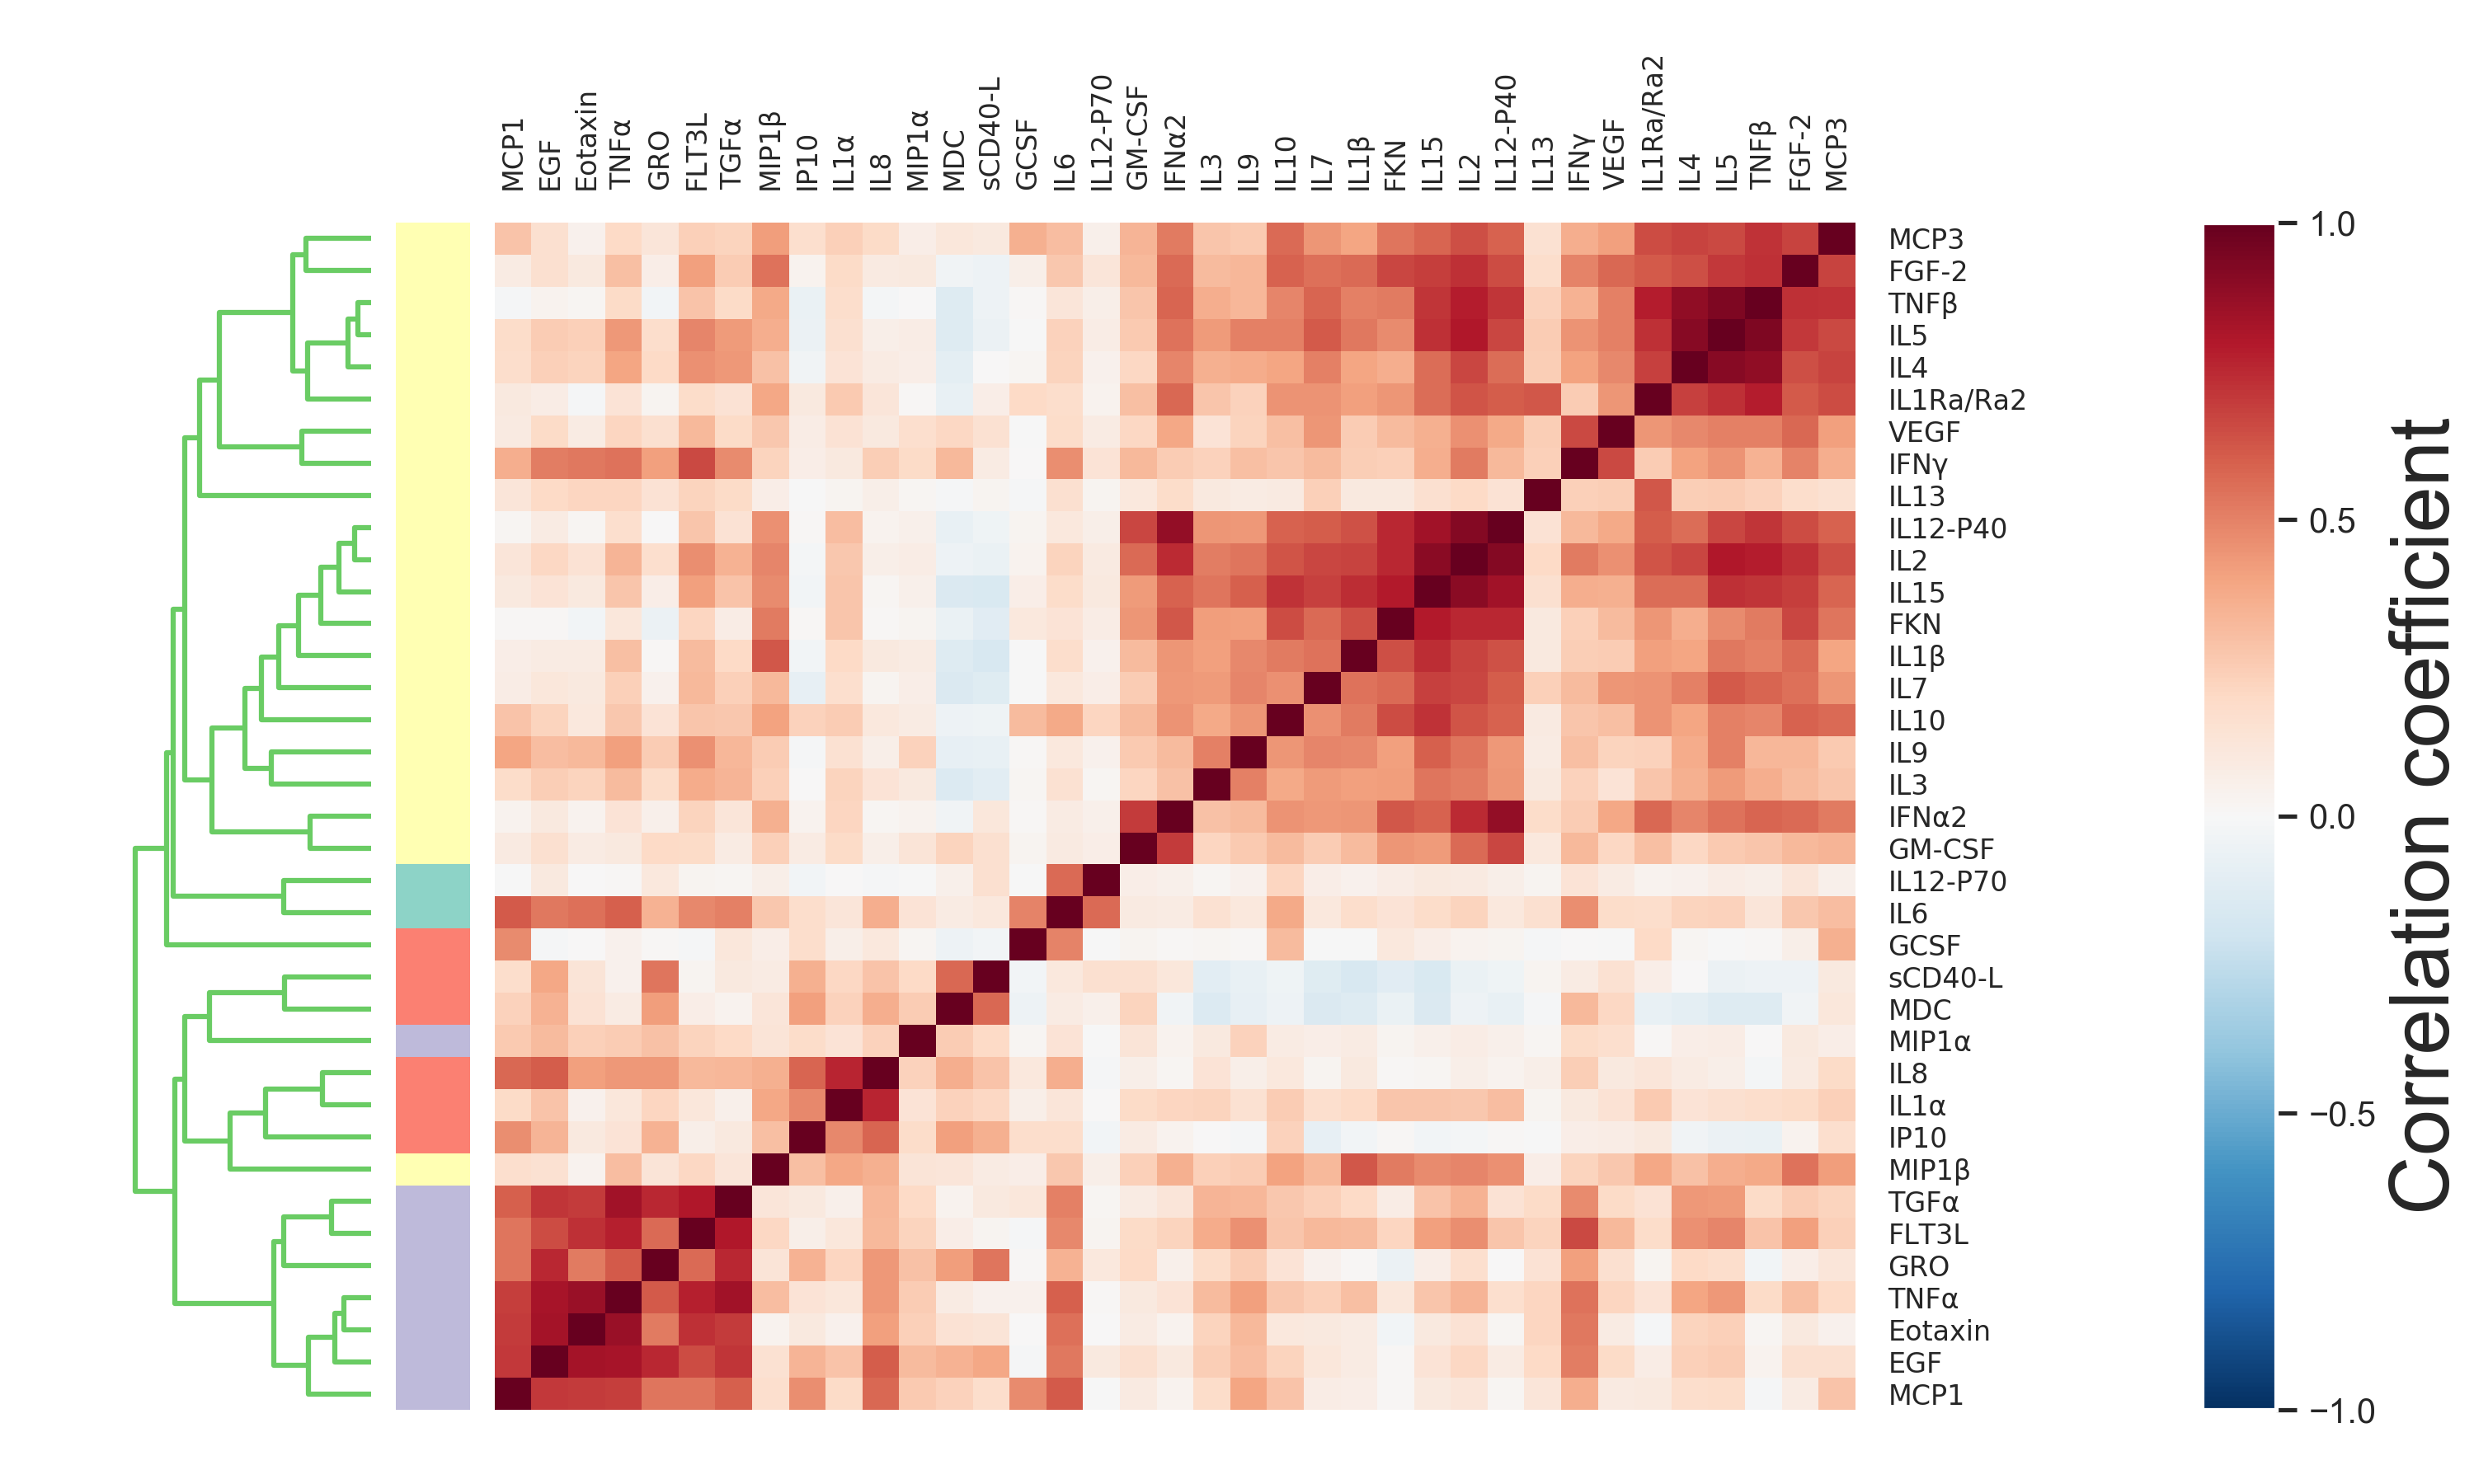 MCP1
EGF
Eotaxin
TNFα
GRO
FLT3L
TGFα
MIP1β
IP10
IL1α
IL8
MIP1α
MDC
sCD40-L
GCSF
IL6
IL12-P70
GM-CSF
IFNα2
IL3
IL9
IL10
IL7
IL1β
FKN
IL15
IL2
IL12-P40
IL13
IFNγ
VEGF
IL1Ra/Ra2
IL4
IL5
TNFβ
FGF-2
MCP3
MCP3
FGF-2
TNFβ
IL5
IL4
IL1Ra/Ra2
VEGF
IFNγ
IL13
IL12-P40
IL2
IL15
FKN
IL1β
IL7
IL10
IL9
IL3
IFNα2
GM-CSF
IL12-P70
IL6
GCSF
sCD40-L
MDC
MIP1α
IL8
IL1α
IP10
MIP1β
TGFα
FLT3L
GRO
TNFα
Eotaxin
EGF
MCP1
1.0
0.5
0.0
−0.5
−1.0
Correlation coefficient